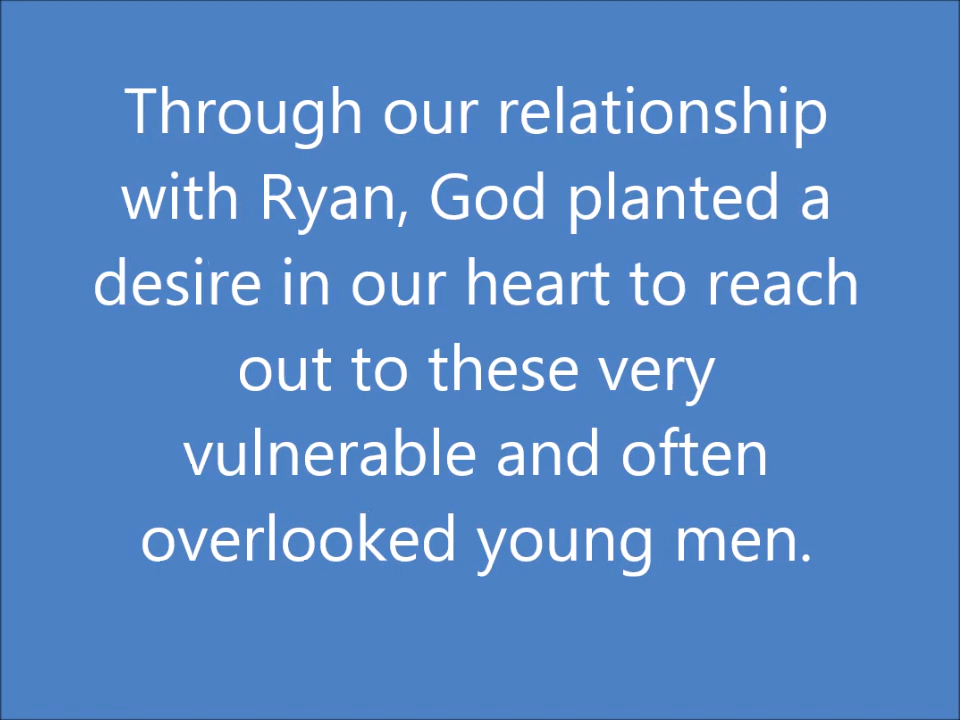 Through our relationship
with Ryan, God planted a
desire in our heart to reach
out to these very
vulnerable and often
overlooked young men.